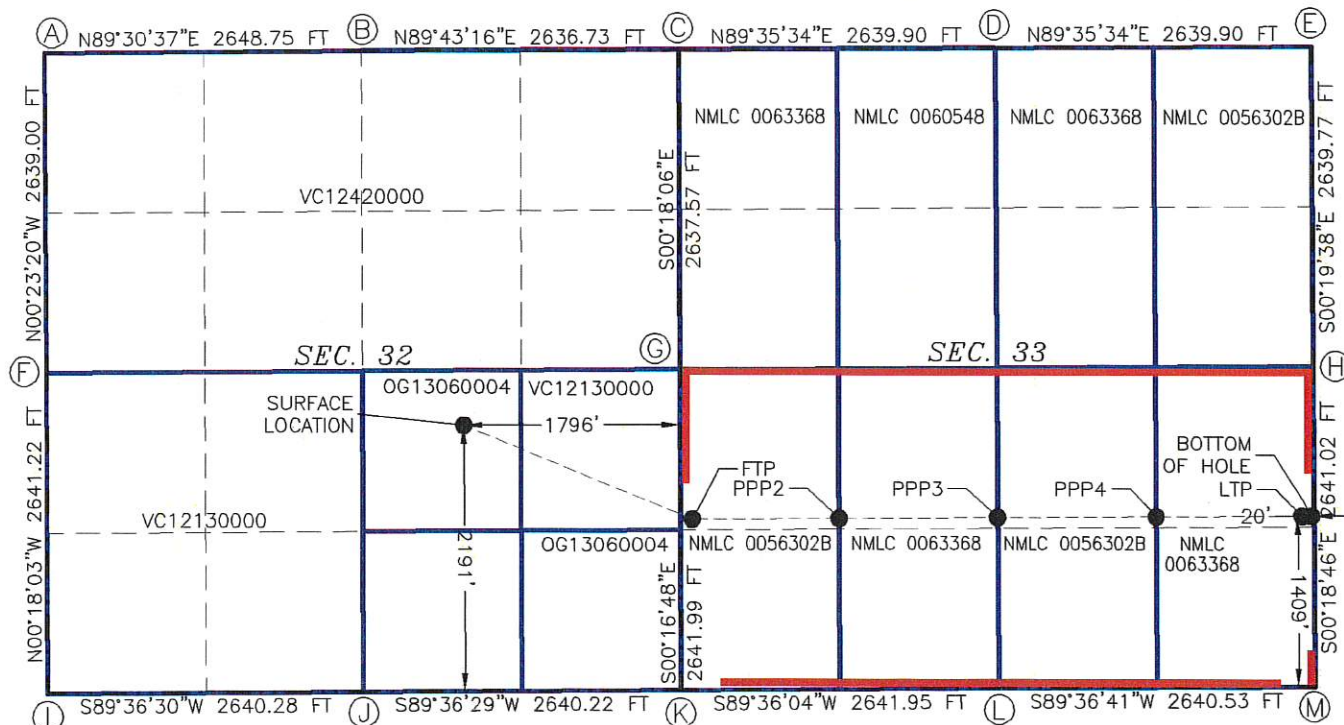 A
B
C
D
E
N89°30'37"E 2648.75 FT
N89°43'16"E 2636.73 FT
N89°35'34"E 2639.90 FT
N89°35'34"E 2639.90 FT
N00°23'20"W 2639.00 FT
NMLC 0063368
NMLC 0060548
NMLC 0063368
NMLC 0056302B
S00°18'06"E
2637.57 FT
S00°19'38"E 2639.77 FT
VC12420000
F
SEC. 32
G
SEC. 33
H
OG13060004
VC12130000
SURFACE
LOCATION
1796'
BOTTOM
OF HOLE
FTP
PPP2
PPP3
PPP4
LTP
20'
N00°18'03"W 2641.22 FT
VC12130000
2191'
OG13060004
S00°16'48"E
2641.99 FT
NMLC 0056302B
NMLC 0063368
NMLC 0056302B
NMLC
0063368
1409'
S00°18'46"E 2641.02 FT
I
S89°36'30"W 2640.28 FT
J
S89°36'29"W 2640.22 FT
K
S89°36'04"W 2641.95 FT
L
S89°36'41"W 2640.53 FT
M